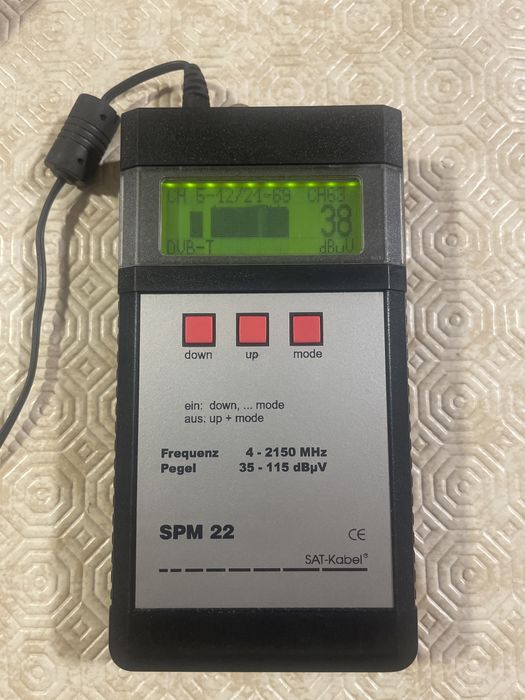 CH 5-12/21-69 CH63
38
DVB-T dBµV
down up mode
ein: down, ... mode
aus: up + mode
Frequenz 4 - 2150 MHz
Pegel 35 - 115 dBµV
SPM 22 CE
SAT-Kabel®